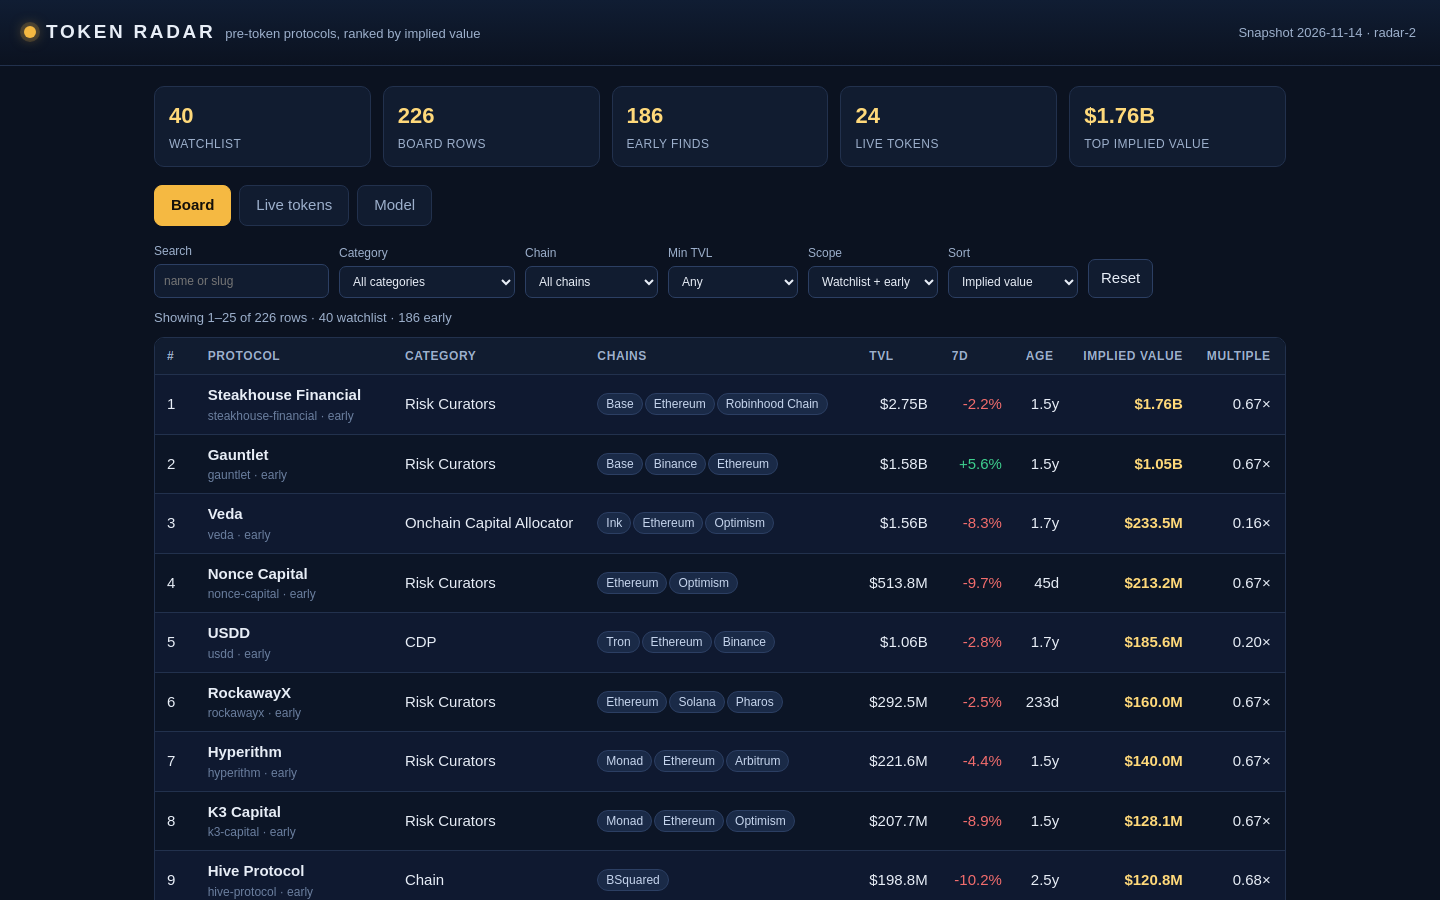 TOKEN RADAR pre-token protocols, ranked by implied value Snapshot 2026-11-14 · radar-2
40 226 186 24 $1.76B
WATCHLIST BOARD ROWS EARLY FINDS LIVE TOKENS TOP IMPLIED VALUE
Board Live tokens Model
Search Category Chain Min TVL Scope Sort
name or slug All categories All chains Any Watchlist + early Implied value Reset
Showing 1–25 of 226 rows · 40 watchlist · 186 early
# PROTOCOL CATEGORY CHAINS TVL 7D AGE IMPLIED VALUE MULTIPLE
1 Steakhouse Financial Risk Curators Base Ethereum Robinhood Chain $2.75B -2.2% 1.5y $1.76B 0.67×
steakhouse-financial · early
2 Gauntlet Risk Curators Base Binance Ethereum $1.58B +5.6% 1.5y $1.05B 0.67×
gauntlet · early
3 Veda Onchain Capital Allocator Ink Ethereum Optimism $1.56B -8.3% 1.7y $233.5M 0.16×
veda · early
4 Nonce Capital Risk Curators Ethereum Optimism $513.8M -9.7% 45d $213.2M 0.67×
nonce-capital · early
5 USDD CDP Tron Ethereum Binance $1.06B -2.8% 1.7y $185.6M 0.20×
usdd · early
6 RockawayX Risk Curators Ethereum Solana Pharos $292.5M -2.5% 233d $160.0M 0.67×
rockawayx · early
7 Hyperithm Risk Curators Monad Ethereum Arbitrum $221.6M -4.4% 1.5y $140.0M 0.67×
hyperithm · early
8 K3 Capital Risk Curators Monad Ethereum Optimism $207.7M -8.9% 1.5y $128.1M 0.67×
k3-capital · early
9 Hive Protocol Chain BSquared $198.8M -10.2% 2.5y $120.8M 0.68×
hive-protocol · early